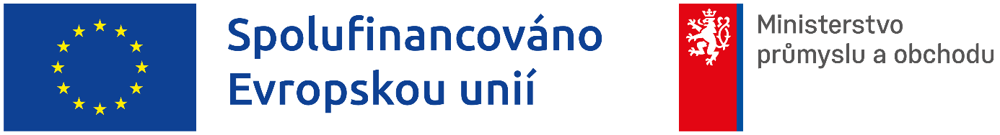 Spolufinancováno
Evropskou unií
Ministerstvo
průmyslu a obchodu